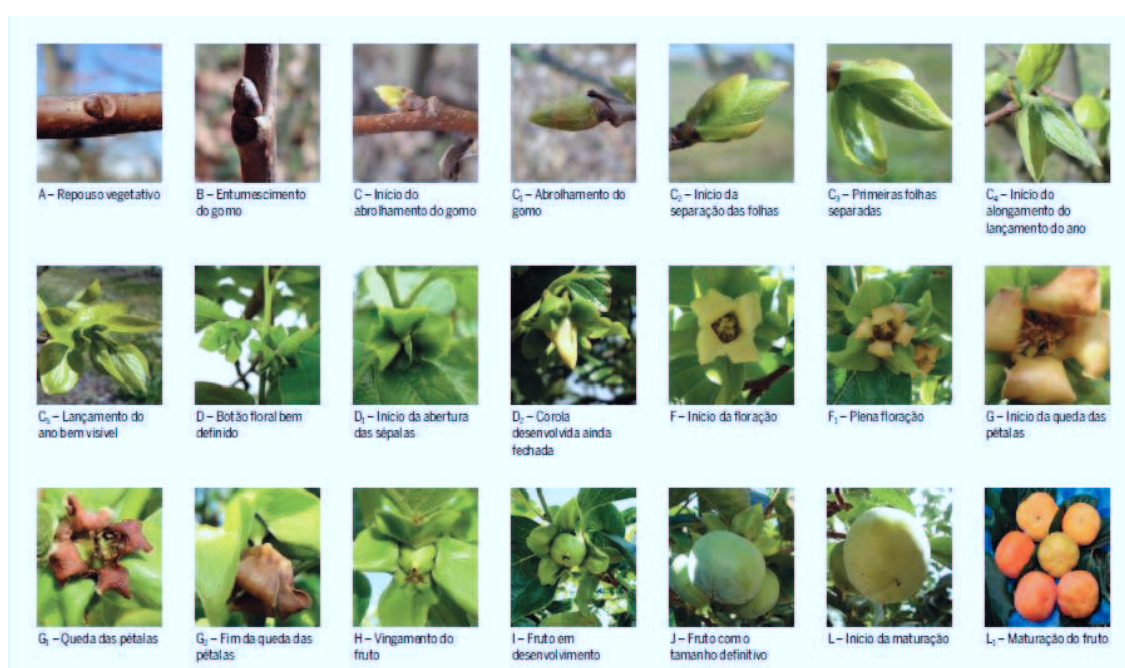 A – Repouso vegetativo
B – Entumescimento
do gomo
C – Início do
abrolhamento do gomo
C₁ – Abrolhamento do
gomo
C₂ – Início da
separação das folhas
C₃ – Primeiras folhas
separadas
C₄ – Início do
alongamento do
lançamento do ano
C₅ – Lançamento do
ano bem visível
D – Botão floral bem
definido
D₁ – Início da abertura
das sépalas
D₂ – Corola
desenvolvida ainda
fechada
F – Início da floração
F₁ – Plena floração
G – Início da queda das
pétalas
G₁ – Queda das pétalas
G₂ – Fim da queda das
pétalas
H – Vingamento do
fruto
I – Fruto em
desenvolvimento
J – Fruto com o
tamanho definitivo
L – Início da maturação
L₁ – Maturação do fruto